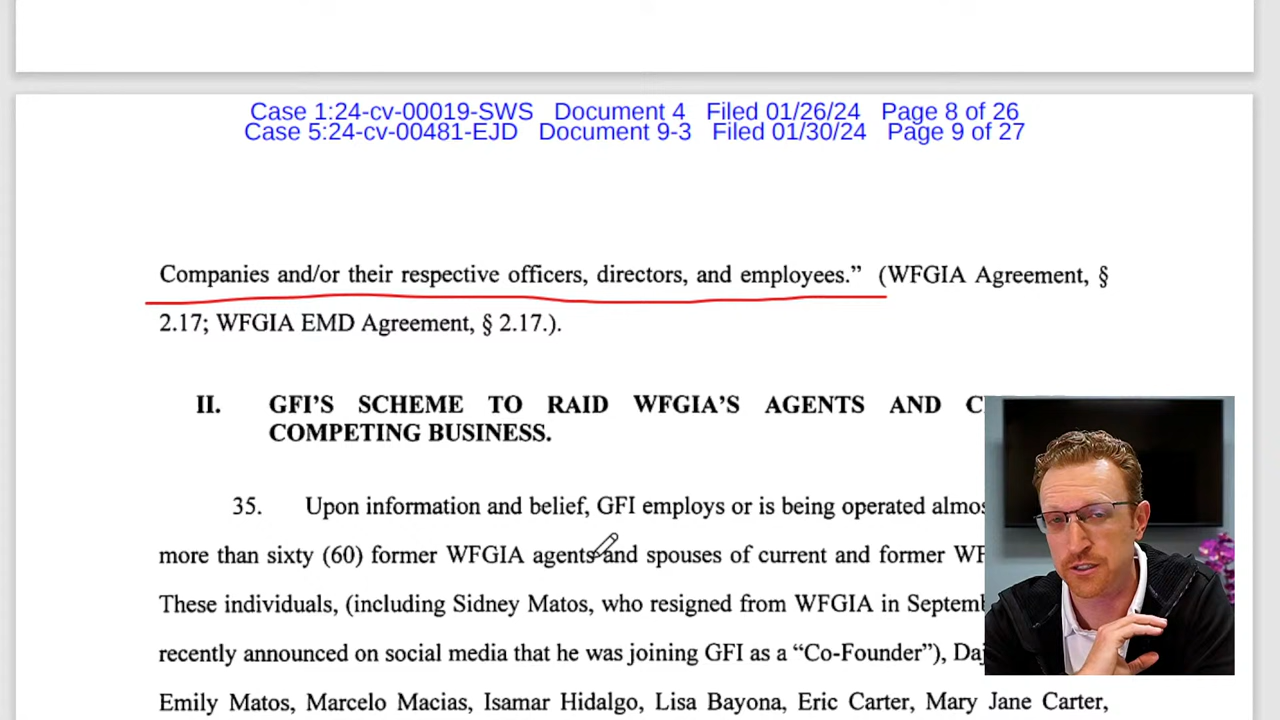 Case 1:24-cv-00019-SWS Document 4 Filed 01/26/24 Page 8 of 26
Case 5:24-cv-00481-EJD Document 9-3 Filed 01/30/24 Page 9 of 27
Companies and/or their respective officers, directors, and employees.” (WFGIA Agreement, §
2.17; WFGIA EMD Agreement, § 2.17.).
II. GFI’S SCHEME TO RAID WFGIA’S AGENTS AND
COMPETING BUSINESS.
35. Upon information and belief, GFI employs or is being operated
more than sixty (60) former WFGIA agents and spouses of current and former
These individuals, (including Sidney Matos, who resigned from WFGIA in
recently announced on social media that he was joining GFI as a “Co-Founder”),
Emily Matos, Marcelo Macias, Isamar Hidalgo, Lisa Bayona, Eric Carter, Mary Jane Carter,